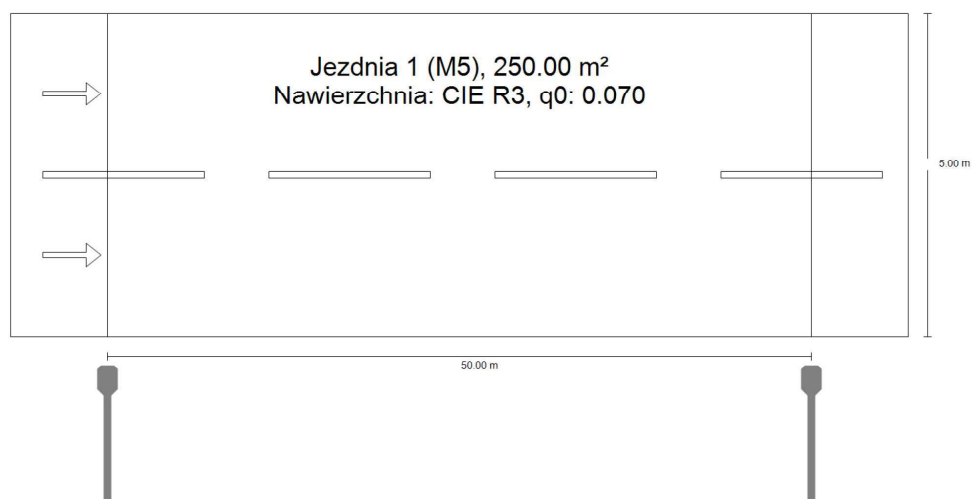 Jezdnia 1 (M5), 250.00 m²
Nawierzchnia: CIE R3, q0: 0.070
5.00 m
50.00 m